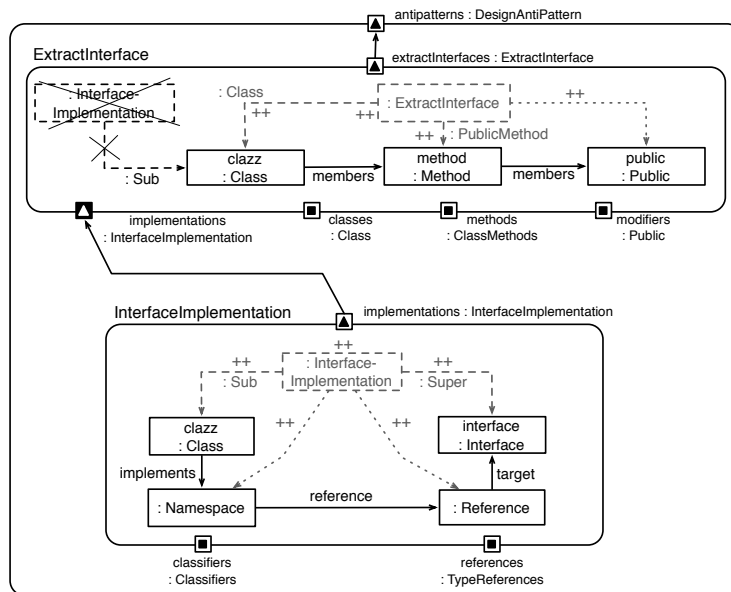 antipatterns : DesignAntiPattern
ExtractInterface
extractInterfaces : ExtractInterface
: Interface-
Implementation
: Class
++
++
: ExtractInterface
++
++
: PublicMethod
: Sub
clazz
: Class
members
method
: Method
members
public
: Public
implementations
: InterfaceImplementation
classes
: Class
methods
: ClassMethods
modifiers
: Public
InterfaceImplementation
implementations : InterfaceImplementation
++
: Interface-
Implementation
++
: Sub
++
: Super
++
++
clazz
: Class
interface
: Interface
implements
target
: Namespace
reference
: Reference
classifiers
: Classifiers
references
: TypeReferences